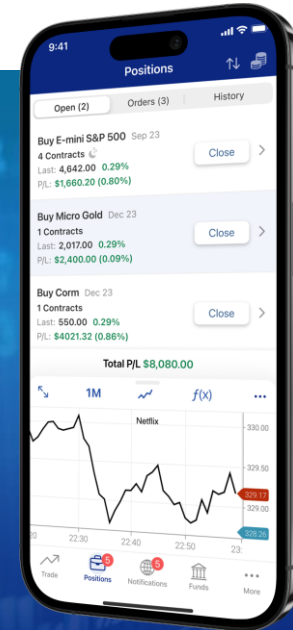 9:41
Positions
Open (2) Orders (3) History
Buy E-mini S&P 500 Sep 23
4 Contracts
Close
Last: 4,642.00 0.29%
P/L: $1,660.20 (0.80%)
Buy Micro Gold Dec 23
1 Contracts
Close
Last: 2,017.00 0.29%
P/L: $2,400.00 (0.09%)
Buy Corm Dec 23
1 Contracts
Close
Last: 550.00 0.29%
P/L: $4021.32 (0.86%)
Total P/L $8,080.00
1M f(x)
Netflix
330.00
329.50
329.17
329.00
328.26
20 22:30 22:40 22:50 23:
5 5
Trade Positions Notifications Funds More